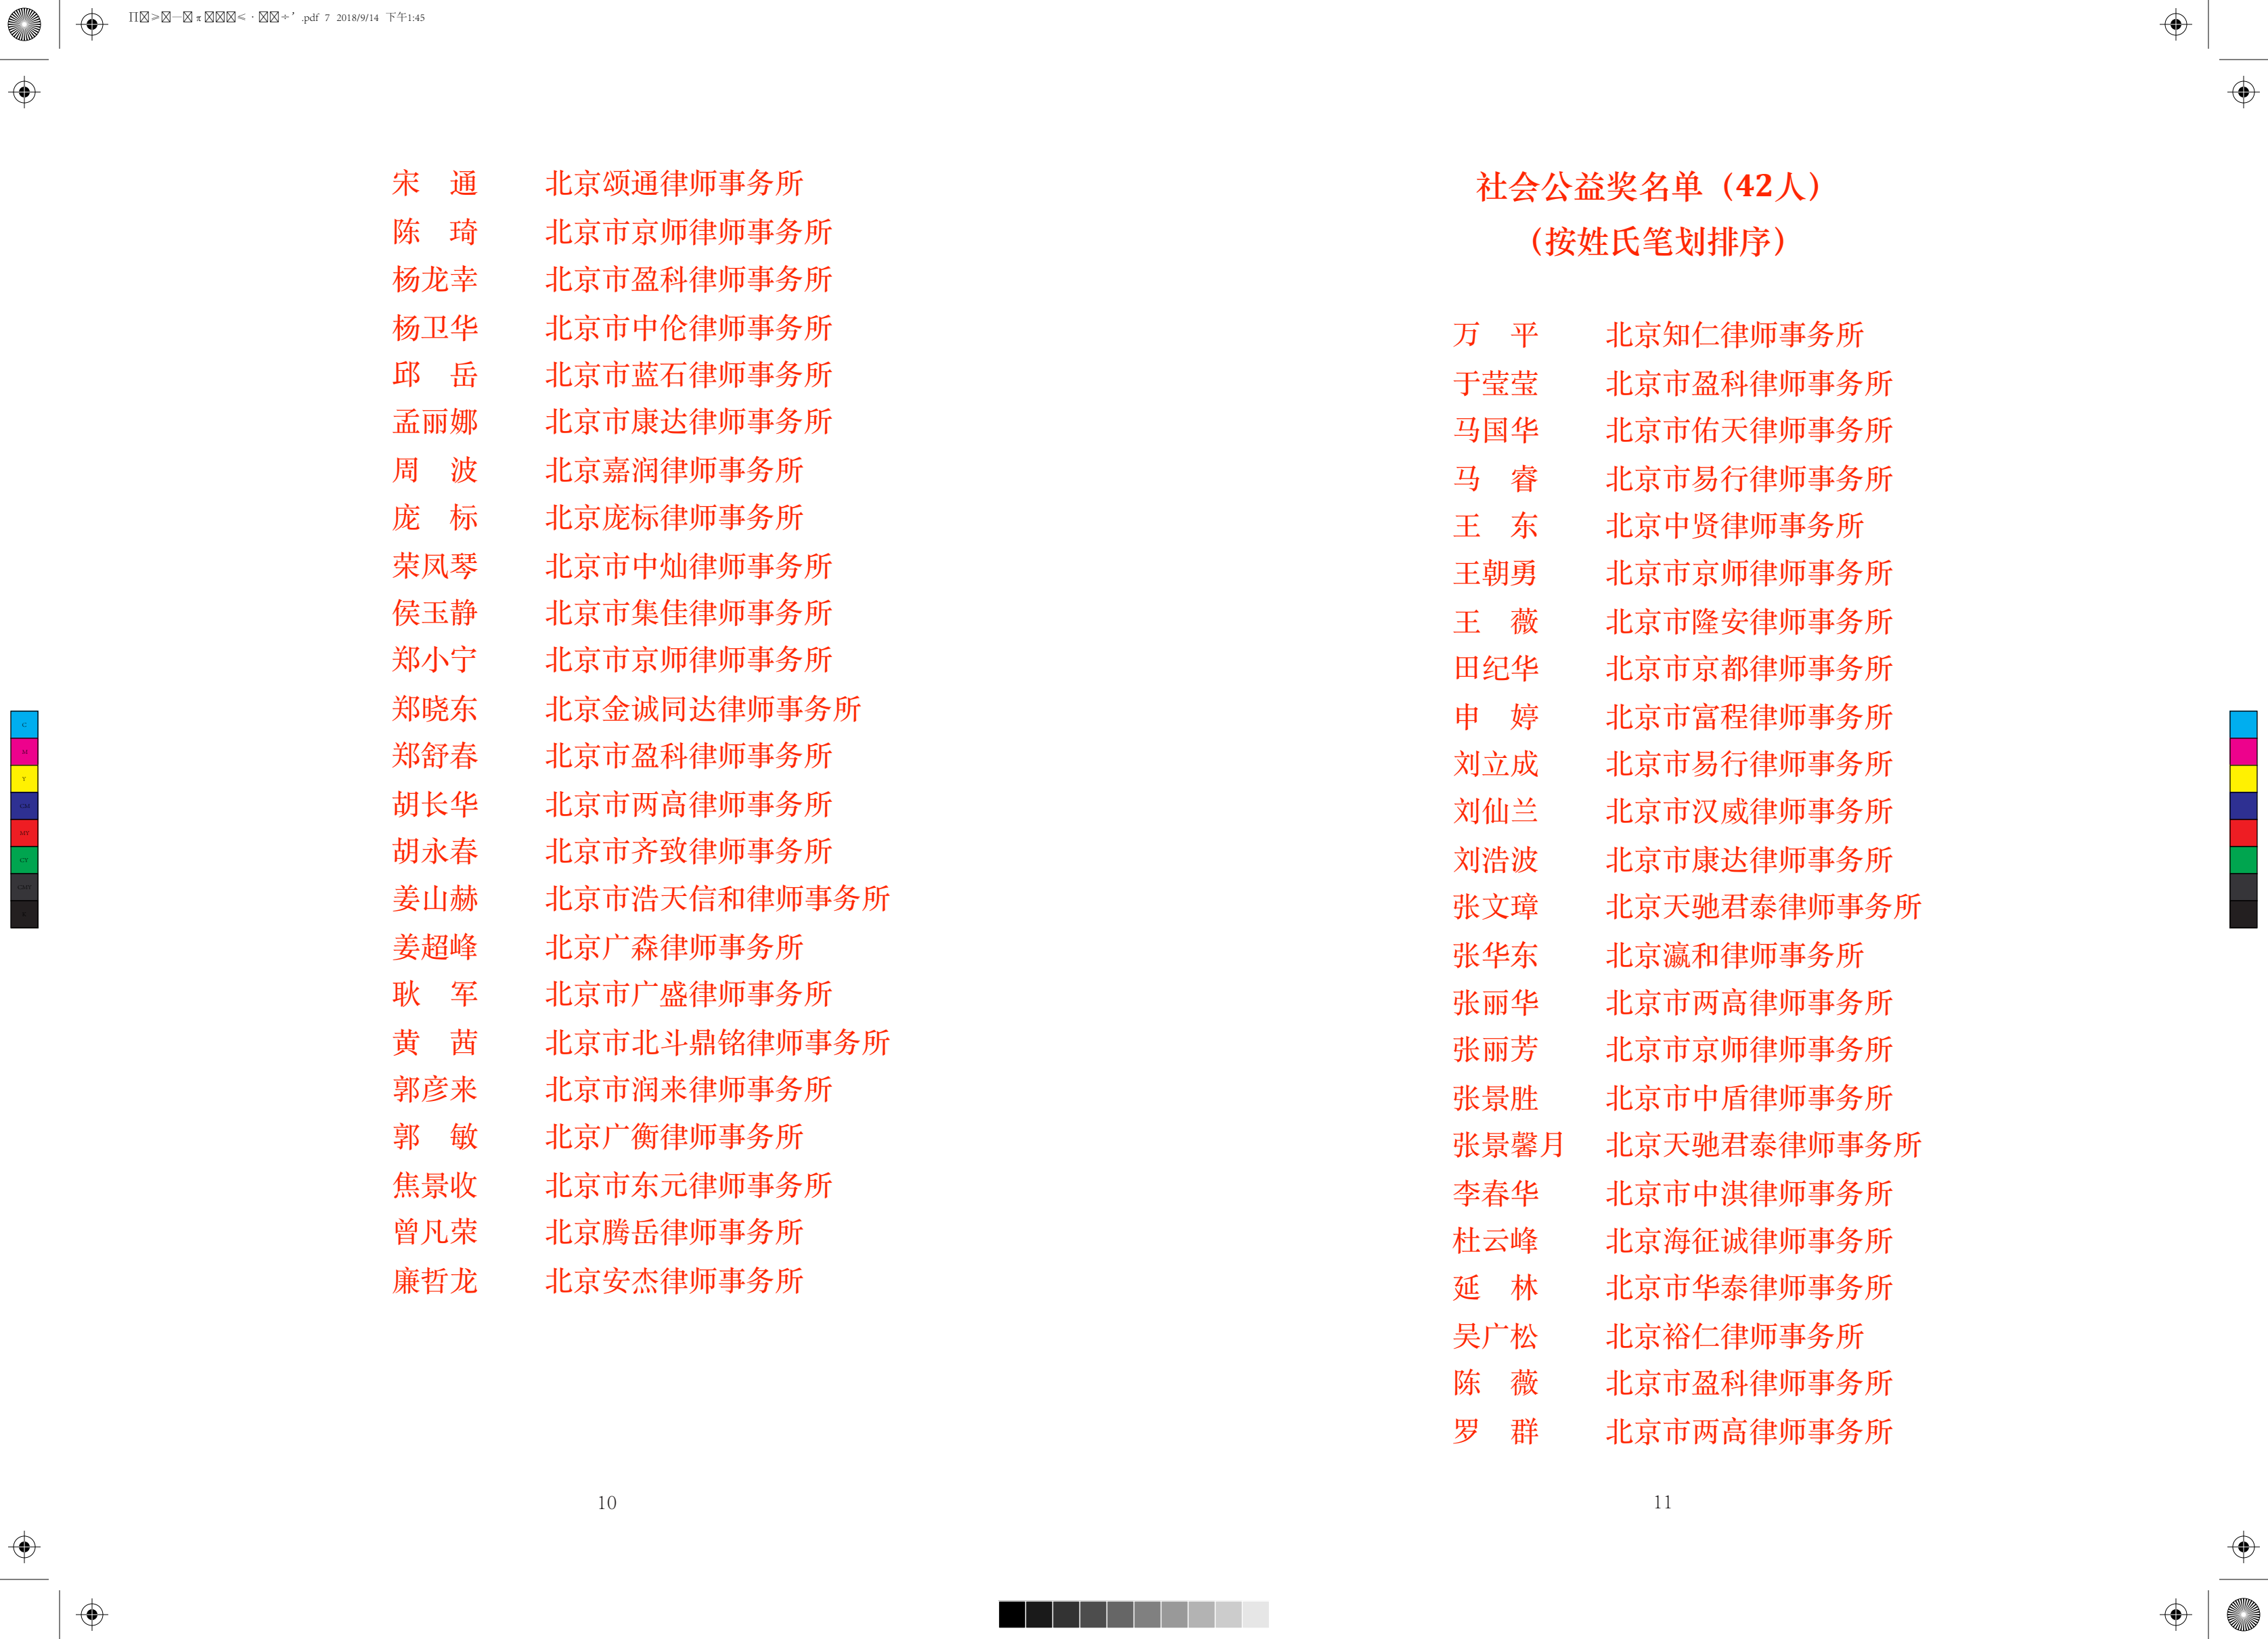 .pdf 7 2018/9/14 下午1:45
宋　通 北京颂通律师事务所
陈　琦 北京市京师律师事务所
杨龙幸 北京市盈科律师事务所
杨卫华 北京市中伦律师事务所
邱　岳 北京市蓝石律师事务所
孟丽娜 北京市康达律师事务所
周　波 北京嘉润律师事务所
庞　标 北京庞标律师事务所
荣凤琴 北京市中灿律师事务所
侯玉静 北京市集佳律师事务所
郑小宁 北京市京师律师事务所
郑晓东 北京金诚同达律师事务所
郑舒春 北京市盈科律师事务所
胡长华 北京市两高律师事务所
胡永春 北京市齐致律师事务所
姜山赫 北京市浩天信和律师事务所
姜超峰 北京广森律师事务所
耿　军 北京市广盛律师事务所
黄　茜 北京市北斗鼎铭律师事务所
郭彦来 北京市润来律师事务所
郭　敏 北京广衡律师事务所
焦景收 北京市东元律师事务所
曾凡荣 北京腾岳律师事务所
廉哲龙 北京安杰律师事务所
10
社会公益奖名单（42人）
（按姓氏笔划排序）
万　平 北京知仁律师事务所
于莹莹 北京市盈科律师事务所
马国华 北京市佑天律师事务所
马　睿 北京市易行律师事务所
王　东 北京中贤律师事务所
王朝勇 北京市京师律师事务所
王　薇 北京市隆安律师事务所
田纪华 北京市京都律师事务所
申　婷 北京市富程律师事务所
刘立成 北京市易行律师事务所
刘仙兰 北京市汉威律师事务所
刘浩波 北京市康达律师事务所
张文璋 北京天驰君泰律师事务所
张华东 北京瀛和律师事务所
张丽华 北京市两高律师事务所
张丽芳 北京市京师律师事务所
张景胜 北京市中盾律师事务所
张景馨月 北京天驰君泰律师事务所
李春华 北京市中淇律师事务所
杜云峰 北京海征诚律师事务所
延　林 北京市华泰律师事务所
吴广松 北京裕仁律师事务所
陈　薇 北京市盈科律师事务所
罗　群 北京市两高律师事务所
11
C
M
Y
CM
MY
CY
CMY
K